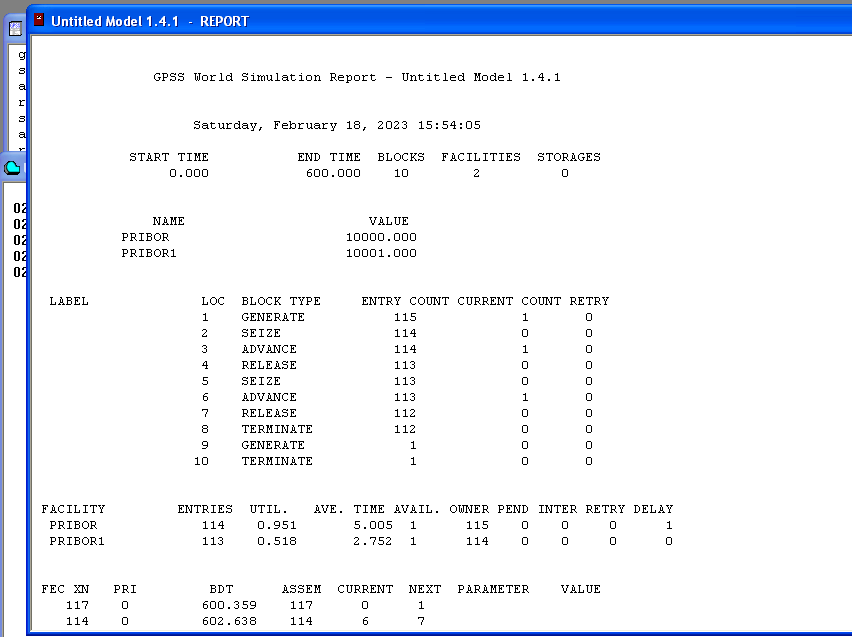 Untitled Model 1.4.1 - REPORT
GPSS World Simulation Report - Untitled Model 1.4.1
Saturday, February 18, 2023 15:54:05
START TIME END TIME BLOCKS FACILITIES STORAGES
0.000 600.000 10 2 0
NAME VALUE
PRIBOR 10000.000
PRIBOR1 10001.000
LABEL LOC BLOCK TYPE ENTRY COUNT CURRENT COUNT RETRY
1 GENERATE 115 1 0
2 SEIZE 114 0 0
3 ADVANCE 114 1 0
4 RELEASE 113 0 0
5 SEIZE 113 0 0
6 ADVANCE 113 1 0
7 RELEASE 112 0 0
8 TERMINATE 112 0 0
9 GENERATE 1 0 0
10 TERMINATE 1 0 0
FACILITY ENTRIES UTIL. AVE. TIME AVAIL. OWNER PEND INTER RETRY DELAY
PRIBOR 114 0.951 5.005 1 115 0 0 0 1
PRIBOR1 113 0.518 2.752 1 114 0 0 0 0
FEC XN PRI BDT ASSEM CURRENT NEXT PARAMETER VALUE
117 0 600.359 117 0 1
114 0 602.638 114 6 7
g
s
a
r
s
a
r
02
02
02
02
02